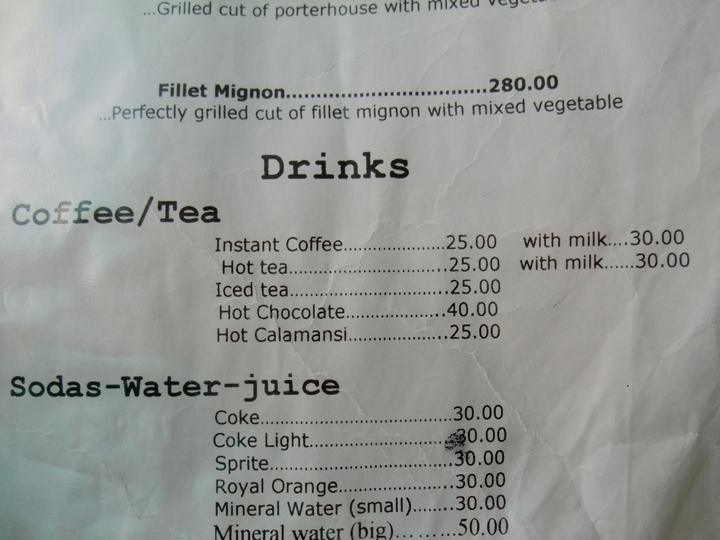 ...Grilled cut of porterhouse with mixed
Fillet Mignon..................................280.00
...Perfectly grilled cut of fillet mignon with mixed vegetable
Drinks
Coffee/Tea
Instant Coffee.................25.00 with milk....30.00
Hot tea..........................25.00 with milk......30.00
Iced tea..........................25.00
Hot Chocolate.................40.00
Hot Calamansi.................25.00
Sodas-Water-juice
Coke................................30.00
Coke Light.......................30.00
Sprite..............................30.00
Royal Orange...................30.00
Mineral Water (small).......30.00
Mineral water (big)... ......50.00